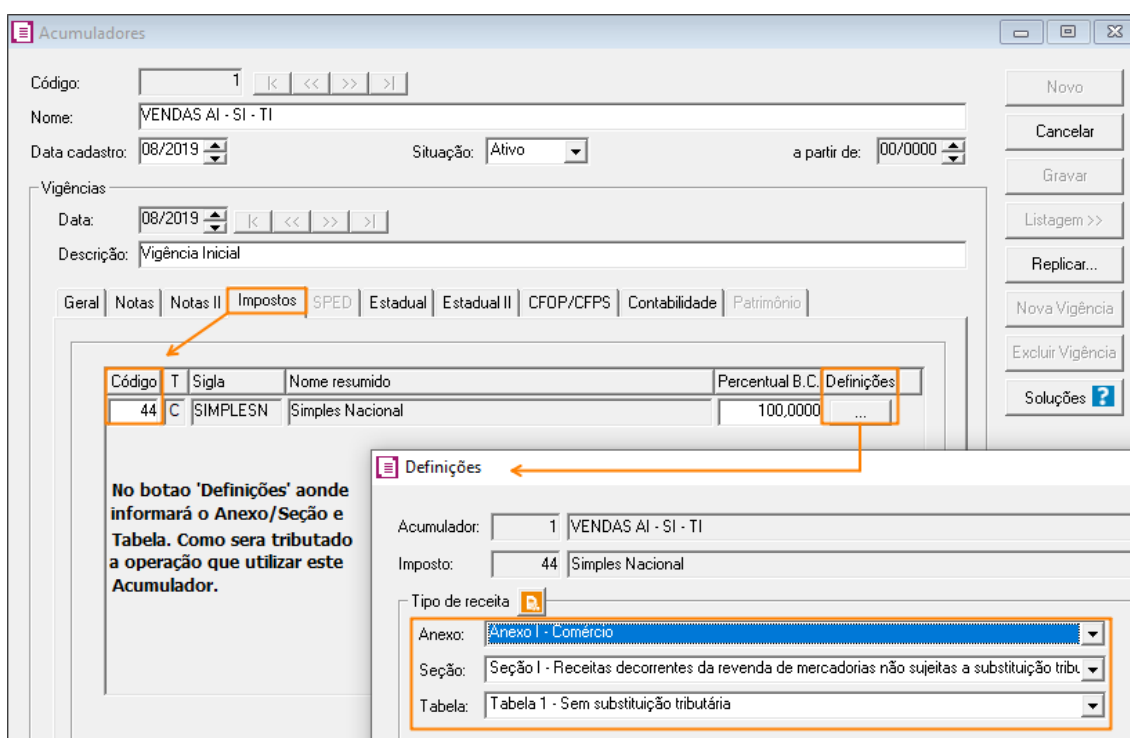 Acumuladores
Código: 1 |< << >> >|
Novo
Nome: VENDAS AI - SI - TI
Cancelar
Data cadastro: 08/2019 Situação: Ativo a partir de: 00/0000
Gravar
Vigências
Data: 08/2019 |< << >> >|
Listagem >>
Descrição: Vigência Inicial
Replicar...
Geral Notas Notas II Impostos SPED Estadual Estadual II CFOP/CFPS Contabilidade Patrimônio
Nova Vigência
Excluir Vigência
Código T Sigla Nome resumido Percentual B.C. Definições
Soluções ?
44 C SIMPLESN Simples Nacional 100,0000 ...
Definições
No botao 'Definições' aonde
informará o Anexo/Seção e
Tabela. Como sera tributado
a operação que utilizar este
Acumulador.
Acumulador: 1 VENDAS AI - SI - TI
Imposto: 44 Simples Nacional
Tipo de receita
Anexo: Anexo I - Comércio
Seção: Seção I - Receitas decorrentes da revenda de mercadorias não sujeitas a substituição tribu
Tabela: Tabela 1 - Sem substituição tributária